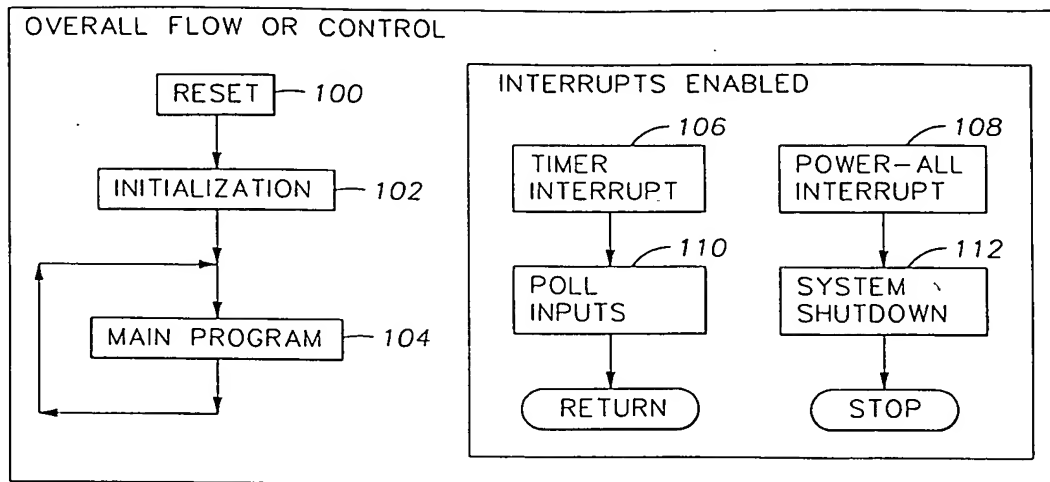 OVERALL FLOW OR CONTROL
RESET
100
INITIALIZATION
102
MAIN PROGRAM
104
INTERRUPTS ENABLED
106
TIMER
INTERRUPT
110
POLL
INPUTS
RETURN
108
POWER-ALL
INTERRUPT
112
SYSTEM
SHUTDOWN
STOP